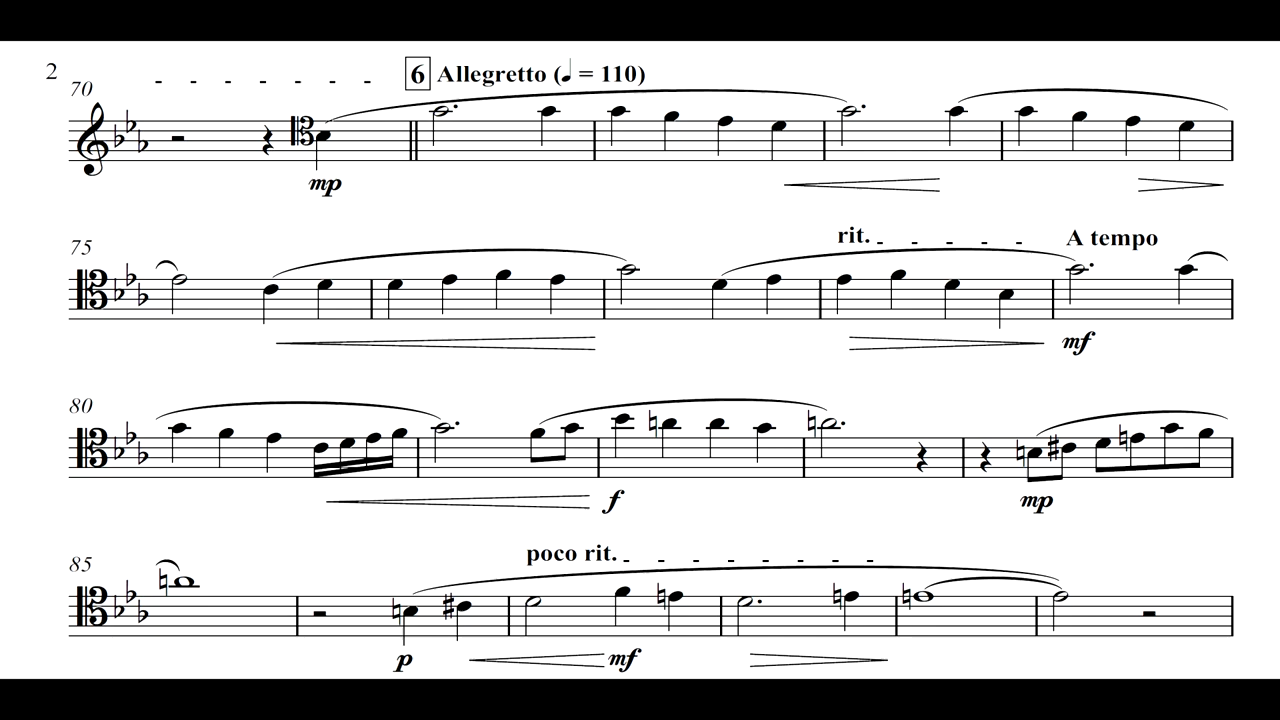 2
70 - - - - - - - 6 Allegretto (♩ = 110)
mp
75 rit. - - - - - A tempo
mf
80
f mp
85 poco rit. - - - - - - - -
p mf